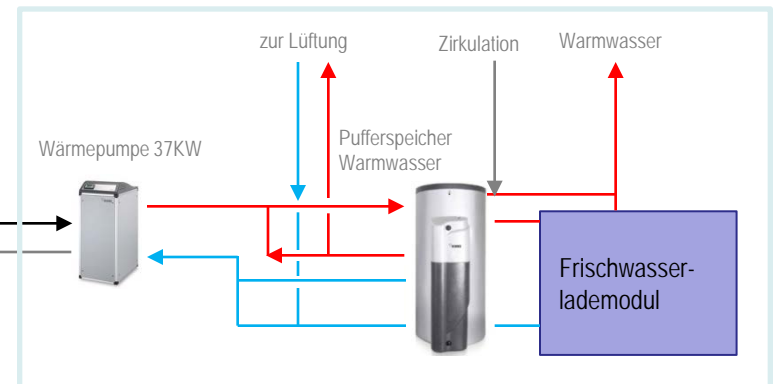 zur Lüftung
Zirkulation
Warmwasser
Wärmepumpe 37KW
Pufferspeicher
Warmwasser
Frischwasser-
lademodul